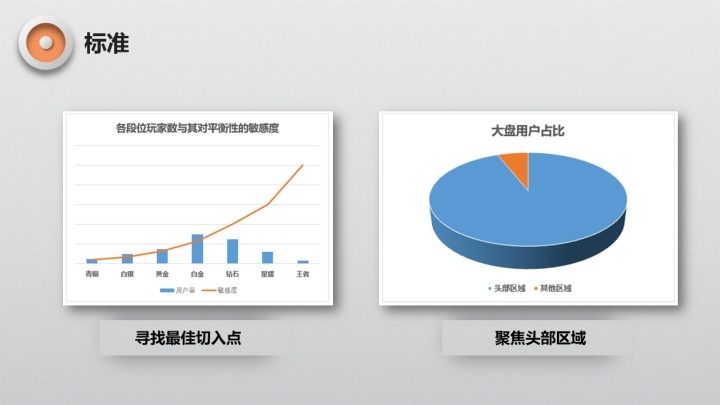 标准
各段位玩家数与其对平衡性的敏感度
青铜 白银 黄金 白金 钻石 星耀 王者
用户量 敏感度
大盘用户占比
头部区域 其他区域
寻找最佳切入点
聚焦头部区域